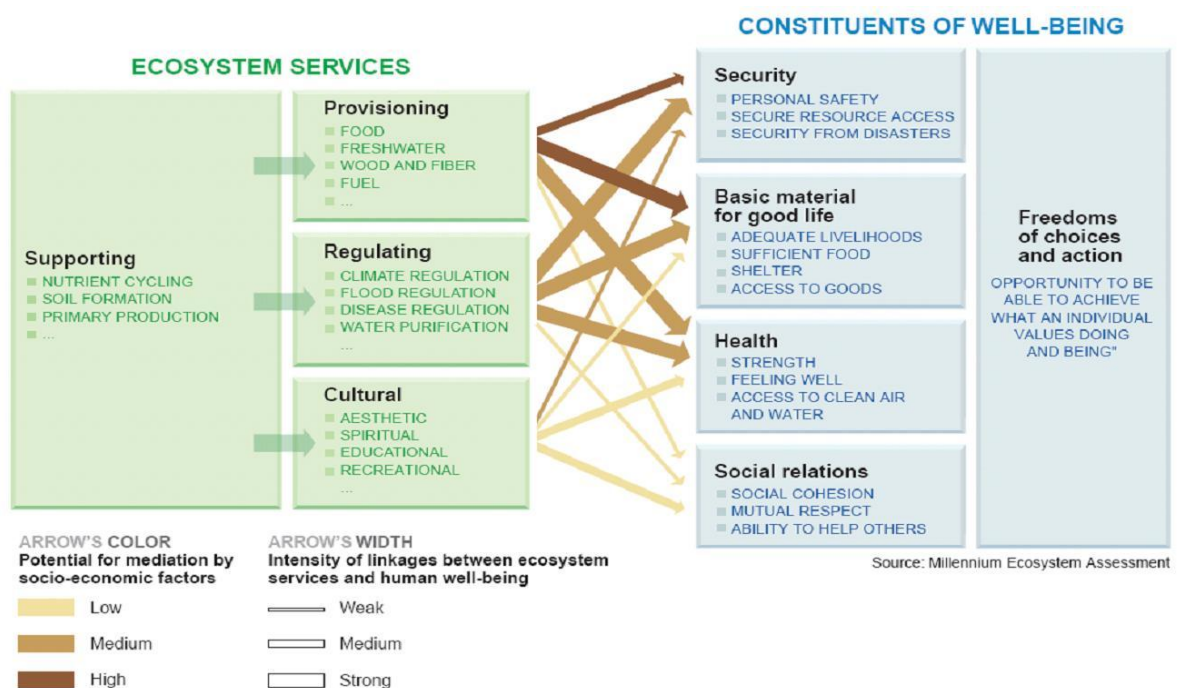 CONSTITUENTS OF WELL-BEING
ECOSYSTEM SERVICES
Supporting
NUTRIENT CYCLING
SOIL FORMATION
PRIMARY PRODUCTION
...
Provisioning
FOOD
FRESHWATER
WOOD AND FIBER
FUEL
...
Regulating
CLIMATE REGULATION
FLOOD REGULATION
DISEASE REGULATION
WATER PURIFICATION
...
Cultural
AESTHETIC
SPIRITUAL
EDUCATIONAL
RECREATIONAL
...
Security
PERSONAL SAFETY
SECURE RESOURCE ACCESS
SECURITY FROM DISASTERS
Basic material
for good life
ADEQUATE LIVELIHOODS
SUFFICIENT FOOD
SHELTER
ACCESS TO GOODS
Health
STRENGTH
FEELING WELL
ACCESS TO CLEAN AIR
AND WATER
Social relations
SOCIAL COHESION
MUTUAL RESPECT
ABILITY TO HELP OTHERS
Freedoms
of choices
and action
OPPORTUNITY TO BE
ABLE TO ACHIEVE
WHAT AN INDIVIDUAL
VALUES DOING
AND BEING"
Source: Millennium Ecosystem Assessment
ARROW'S COLOR
Potential for mediation by
socio-economic factors
Low
Medium
High
ARROW'S WIDTH
Intensity of linkages between ecosystem
services and human well-being
Weak
Medium
Strong